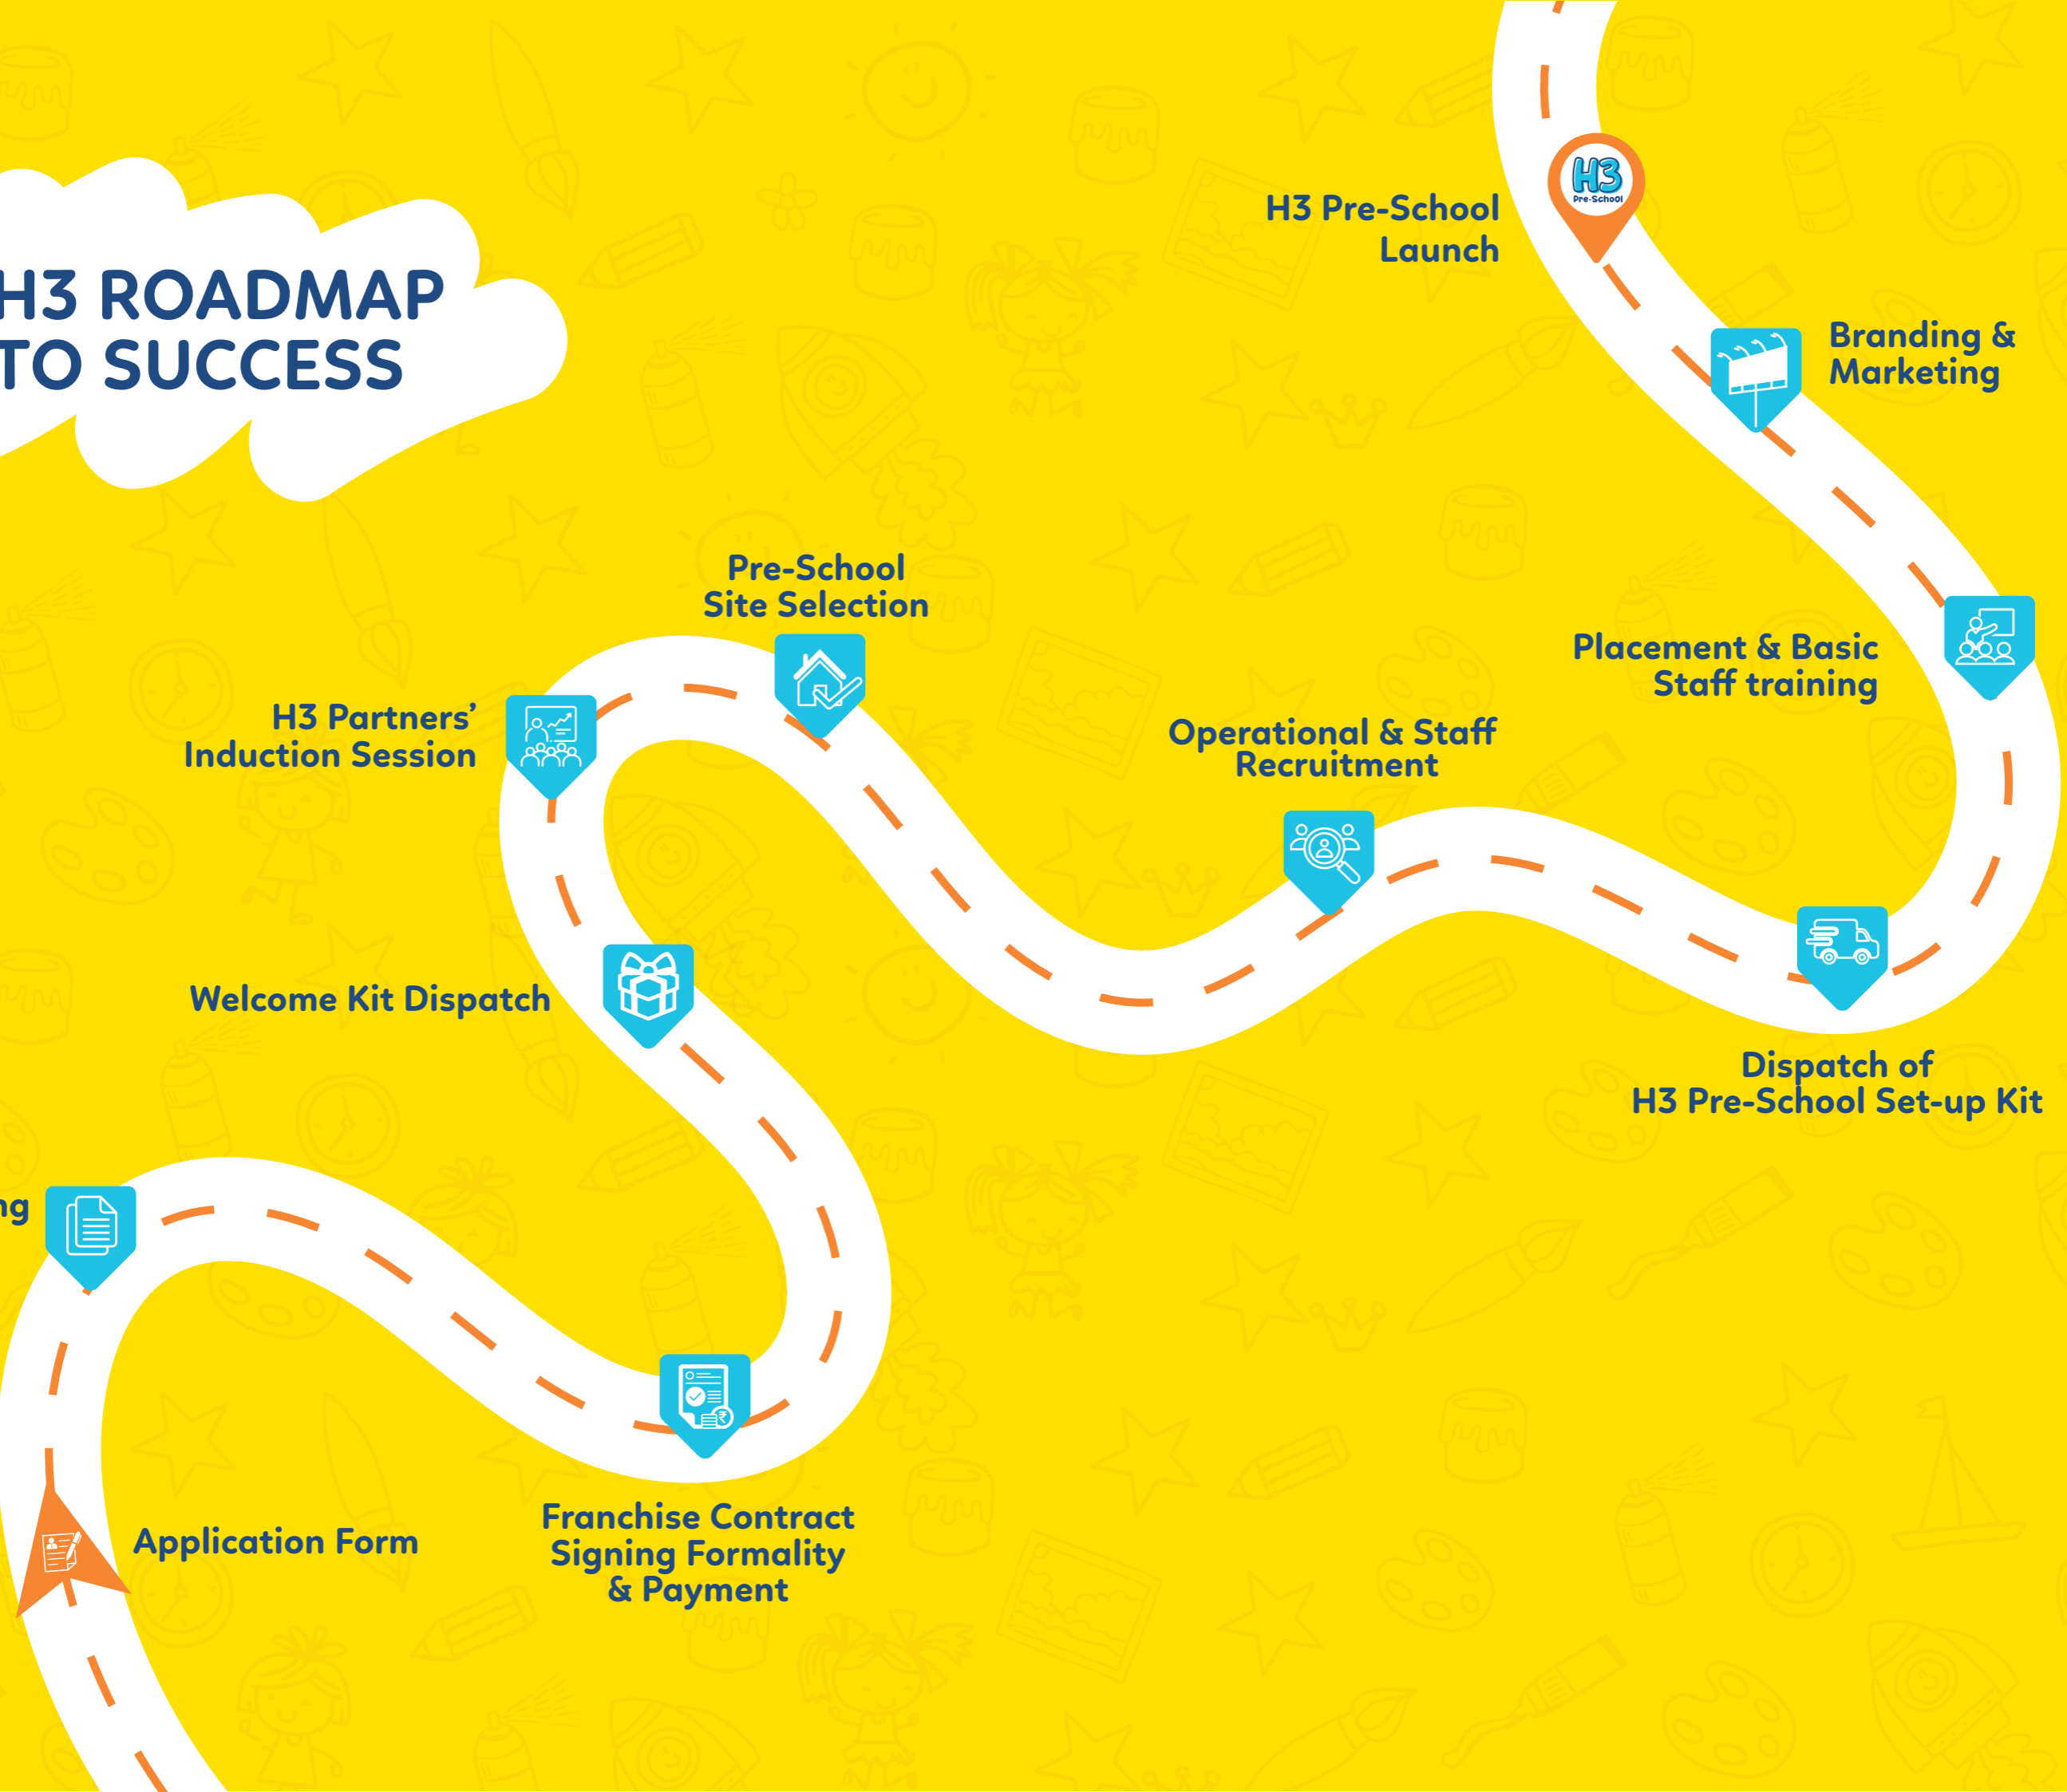 H3 ROADMAP
TO SUCCESS
H3 Pre-School
Launch
H3
Pre-School
Branding &
Marketing
Pre-School
Site Selection
Placement & Basic
Staff training
H3 Partners’
Induction Session
Operational & Staff
Recruitment
Welcome Kit Dispatch
Dispatch of
H3 Pre-School Set-up Kit
ng
Application Form
Franchise Contract
Signing Formality
& Payment